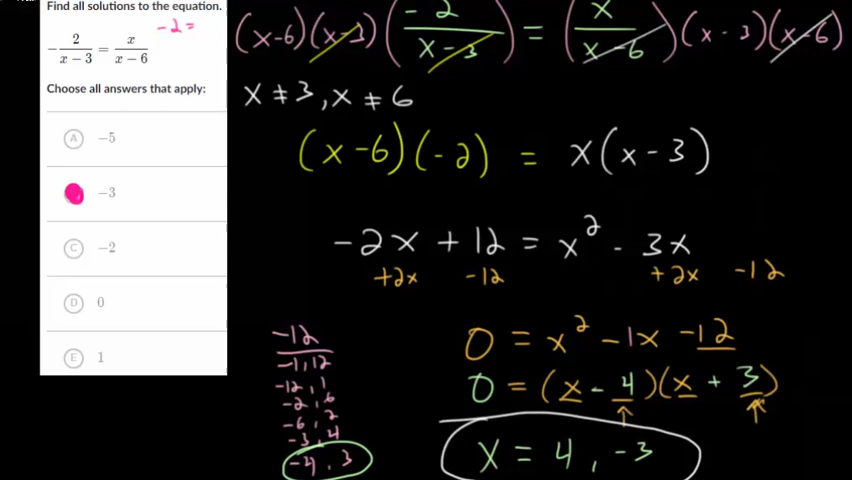 Find all solutions to the equation.
-2 =
- 2/(x - 3) = x/(x - 6)
Choose all answers that apply:
A -5
-3
C -2
D 0
E 1
(x-6)(x-3)(-2/(x-3)) = (x/(x-6))(x-3)(x-6)
x ≠ 3, x ≠ 6
(x-6)(-2) = x(x-3)
-2x + 12 = x² - 3x
+2x -12 +2x -12
0 = x² - 1x - 12
0 = (x - 4)(x + 3)
x = 4, -3
-12
-1, 12
-12, 1
-2, 6
-6, 2
-3, 4
-4, 3